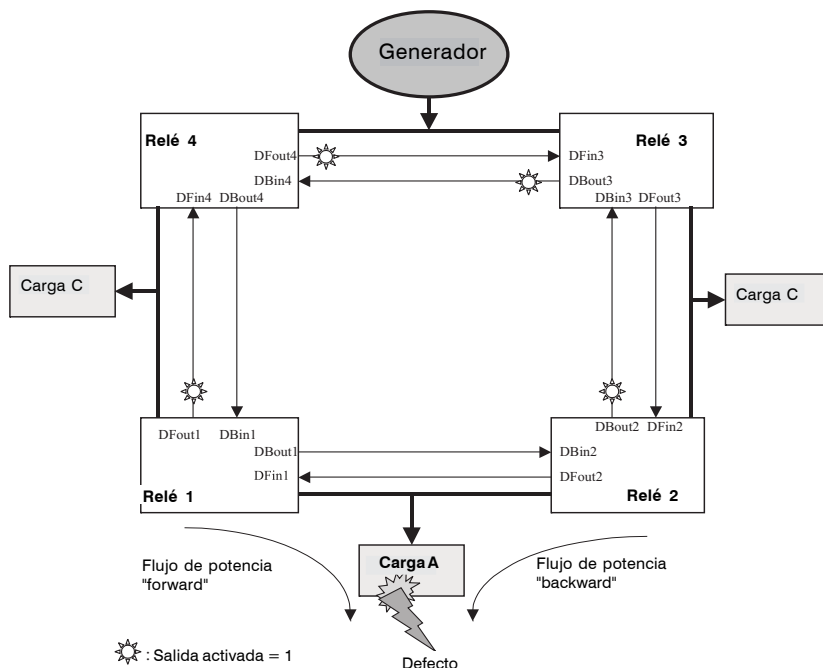 Generador
Relé 4
Relé 3
DFout4
DFin3
DBin4
DBout3
DFin4 DBout4
DBin3 DFout3
Carga C
Carga C
DFout1 DBin1
DBout2 DFin2
DBout1
DBin2
DFin1
DFout2
Relé 1
Relé 2
Flujo de potencia
"forward"
Carga A
Flujo de potencia
"backward"
: Salida activada = 1
Defecto